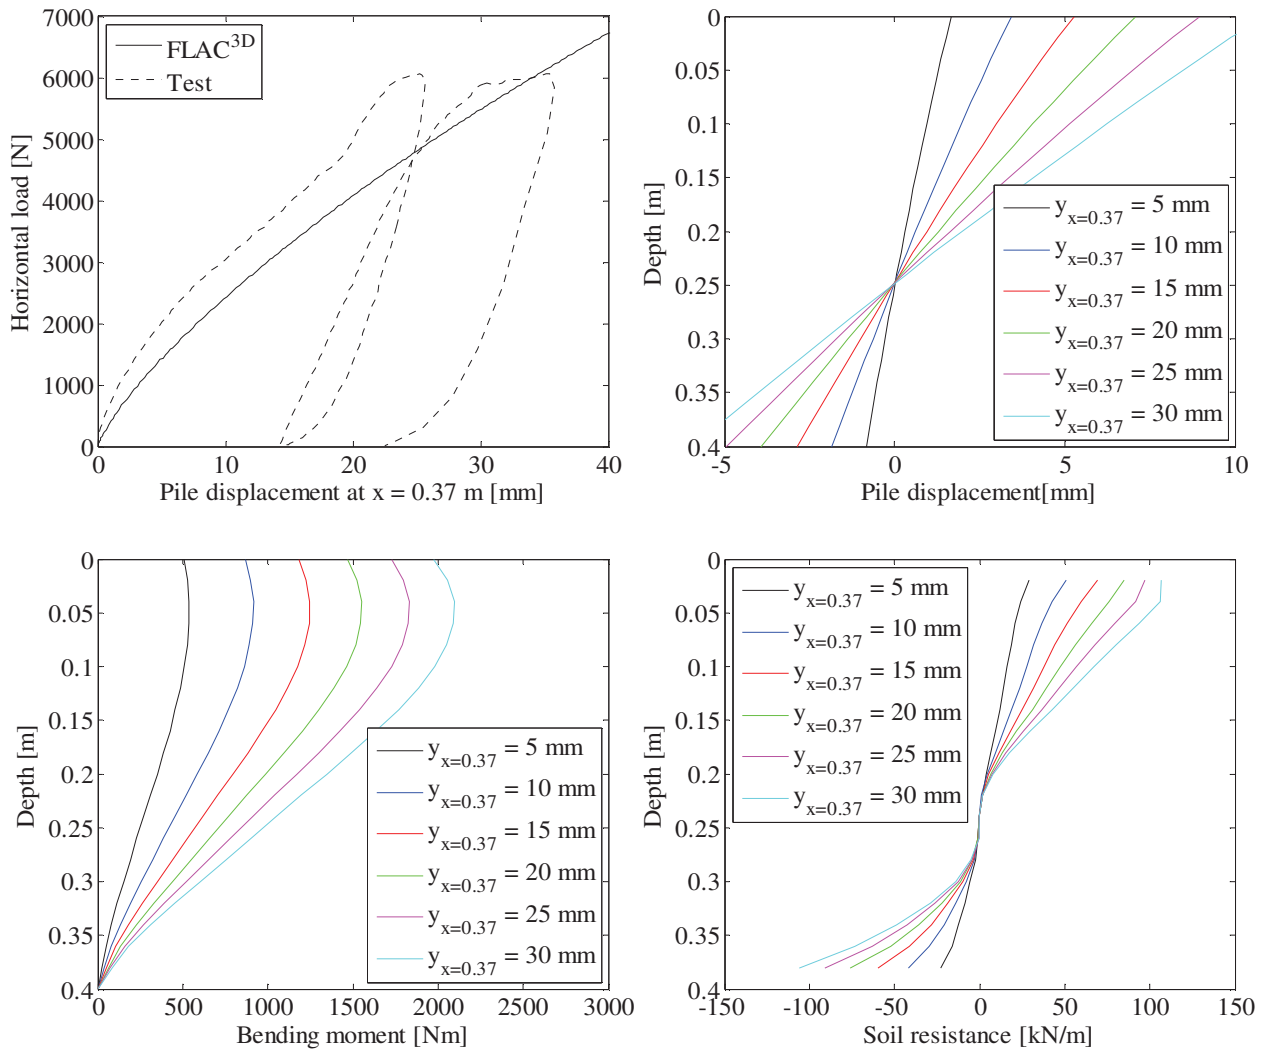 7000
6000
5000
4000
3000
2000
1000
0
Horizontal load [N]
FLAC3D
Test
0 10 20 30 40
Pile displacement at x = 0.37 m [mm]
0
0.05
0.1
0.15
0.2
0.25
0.3
0.35
0.4
Depth [m]
yx=0.37 = 5 mm
yx=0.37 = 10 mm
yx=0.37 = 15 mm
yx=0.37 = 20 mm
yx=0.37 = 25 mm
yx=0.37 = 30 mm
-5 0 5 10
Pile displacement[mm]
0
0.05
0.1
0.15
0.2
0.25
0.3
0.35
0.4
Depth [m]
yx=0.37 = 5 mm
yx=0.37 = 10 mm
yx=0.37 = 15 mm
yx=0.37 = 20 mm
yx=0.37 = 25 mm
yx=0.37 = 30 mm
0 500 1000 1500 2000 2500 3000
Bending moment [Nm]
0
0.05
0.1
0.15
0.2
0.25
0.3
0.35
0.4
Depth [m]
yx=0.37 = 5 mm
yx=0.37 = 10 mm
yx=0.37 = 15 mm
yx=0.37 = 20 mm
yx=0.37 = 25 mm
yx=0.37 = 30 mm
-150 -100 -50 0 50 100 150
Soil resistance [kN/m]